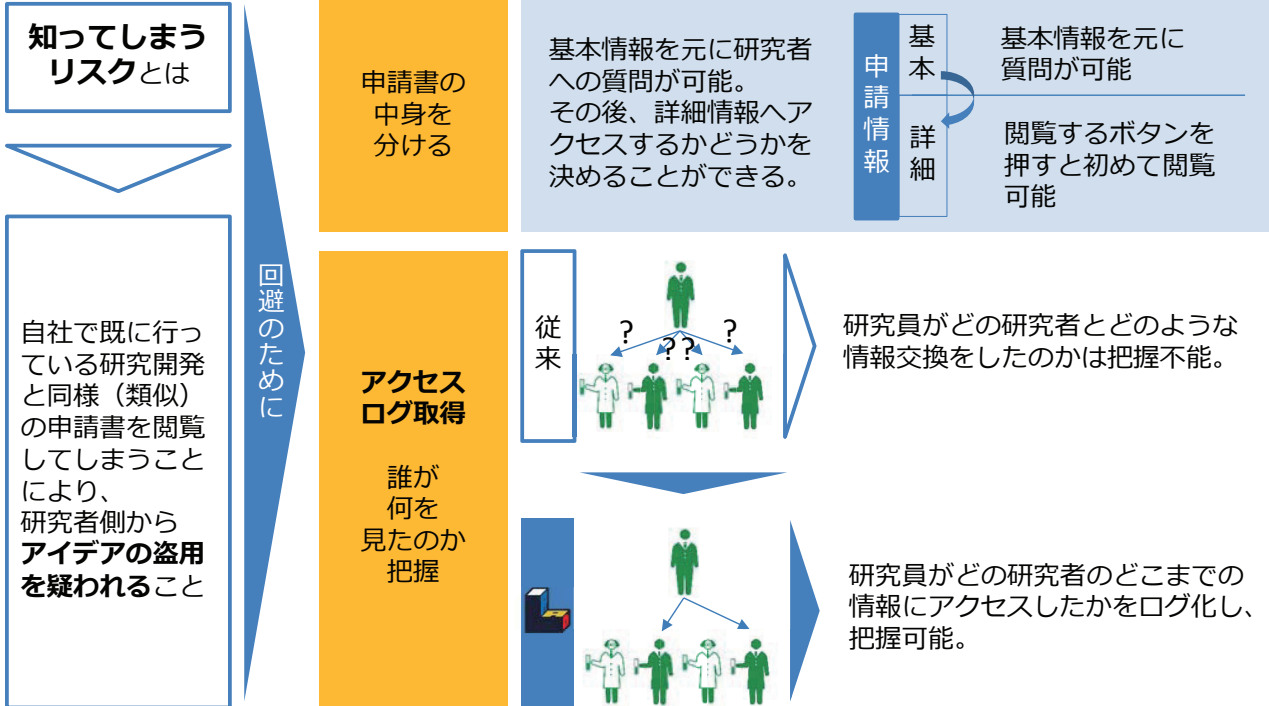 知ってしまう
リスクとは
自社で既に行っ
ている研究開発
と同様（類似）
の申請書を閲覧
してしまうこと
により、
研究者側から
アイデアの盗用
を疑われること
回避のために
申請書の
中身を
分ける
基本情報を元に研究者
への質問が可能。
その後、詳細情報へア
クセスするかどうかを
決めることができる。
申請情報
基本
詳細
基本情報を元に
質問が可能
閲覧するボタンを
押すと初めて閲覧
可能
アクセス
ログ取得
誰が
何を
見たのか
把握
従来
? ?? ?
研究員がどの研究者とどのような
情報交換をしたのかは把握不能。
研究員がどの研究者のどこまでの
情報にアクセスしたかをログ化し、
把握可能。